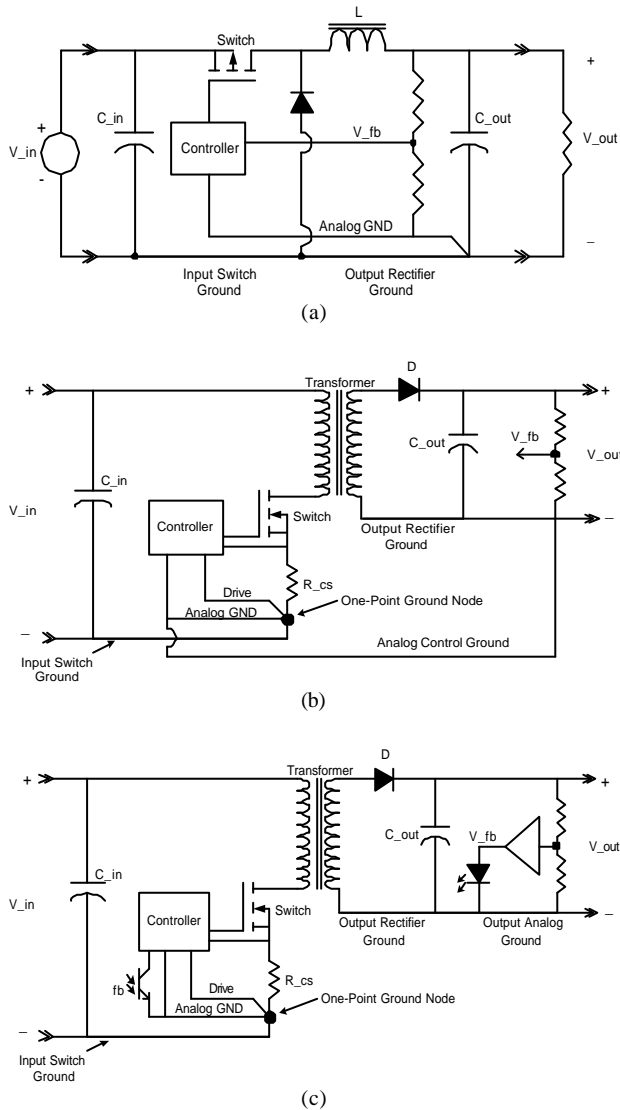 L
Switch
C_in
V_fb
C_out
+
+
V_in
-
Controller
V_out
Analog GND
–
Input Switch
Ground
Output Rectifier
Ground
(a)
D
+
Transformer
+
C_in
C_out
V_fb
V_out
V_in
Controller
Switch
Output Rectifier
Ground
–
R_cs
Drive
One-Point Ground Node
Analog GND
–
Analog Control Ground
Input Switch
Ground
(b)
D
+
Transformer
+
C_out
V_fb
V_out
C_in
V_in
Controller
Switch
–
Output Rectifier
Ground
Output Analog
Ground
R_cs
fb
Drive
One-Point Ground Node
Analog GND
–
Input Switch
Ground
(c)